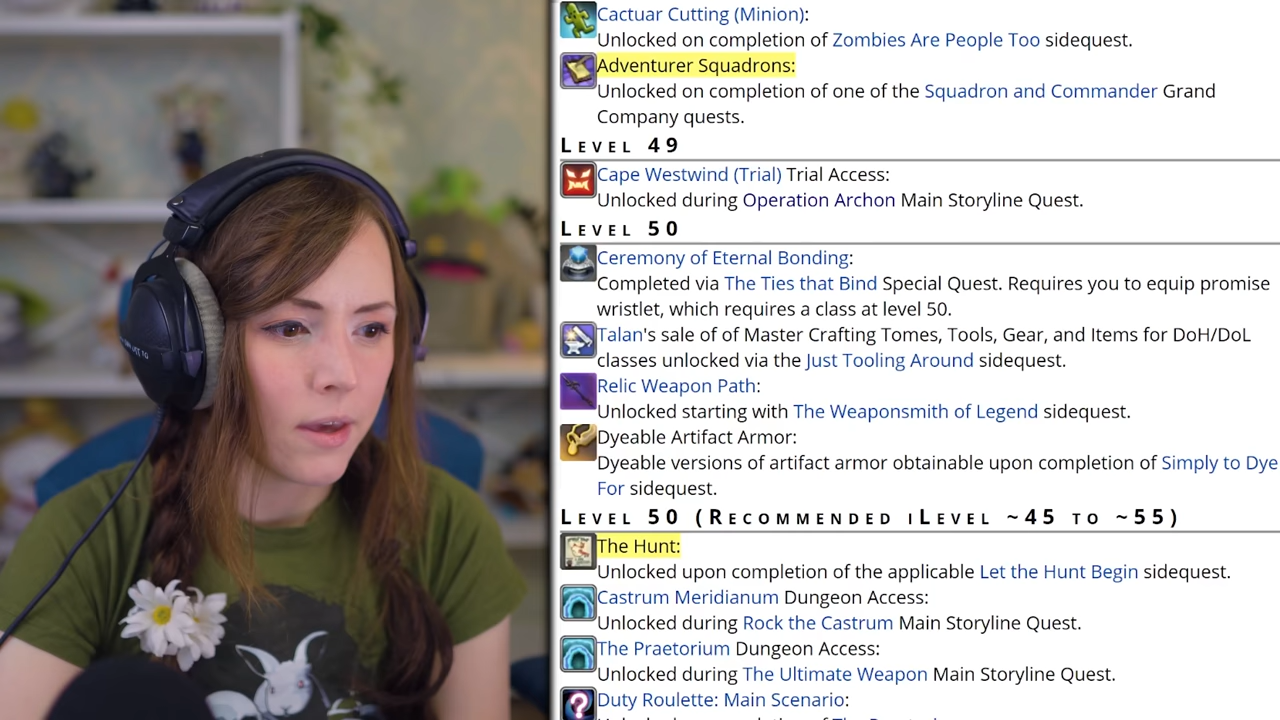 Cactuar Cutting (Minion):
Unlocked on completion of Zombies Are People Too sidequest.
Adventurer Squadrons:
Unlocked on completion of one of the Squadron and Commander Grand
Company quests.
LEVEL 49
Cape Westwind (Trial) Trial Access:
Unlocked during Operation Archon Main Storyline Quest.
LEVEL 50
Ceremony of Eternal Bonding:
Completed via The Ties that Bind Special Quest. Requires you to equip promise
wristlet, which requires a class at level 50.
Talan's sale of of Master Crafting Tomes, Tools, Gear, and Items for DoH/DoL
classes unlocked via the Just Tooling Around sidequest.
Relic Weapon Path:
Unlocked starting with The Weaponsmith of Legend sidequest.
Dyeable Artifact Armor:
Dyeable versions of artifact armor obtainable upon completion of Simply to Dye
For sidequest.
LEVEL 50 (RECOMMENDED ILEVEL ~45 TO ~55)
The Hunt:
Unlocked upon completion of the applicable Let the Hunt Begin sidequest.
Castrum Meridianum Dungeon Access:
Unlocked during Rock the Castrum Main Storyline Quest.
The Praetorium Dungeon Access:
Unlocked during The Ultimate Weapon Main Storyline Quest.
Duty Roulette: Main Scenario: